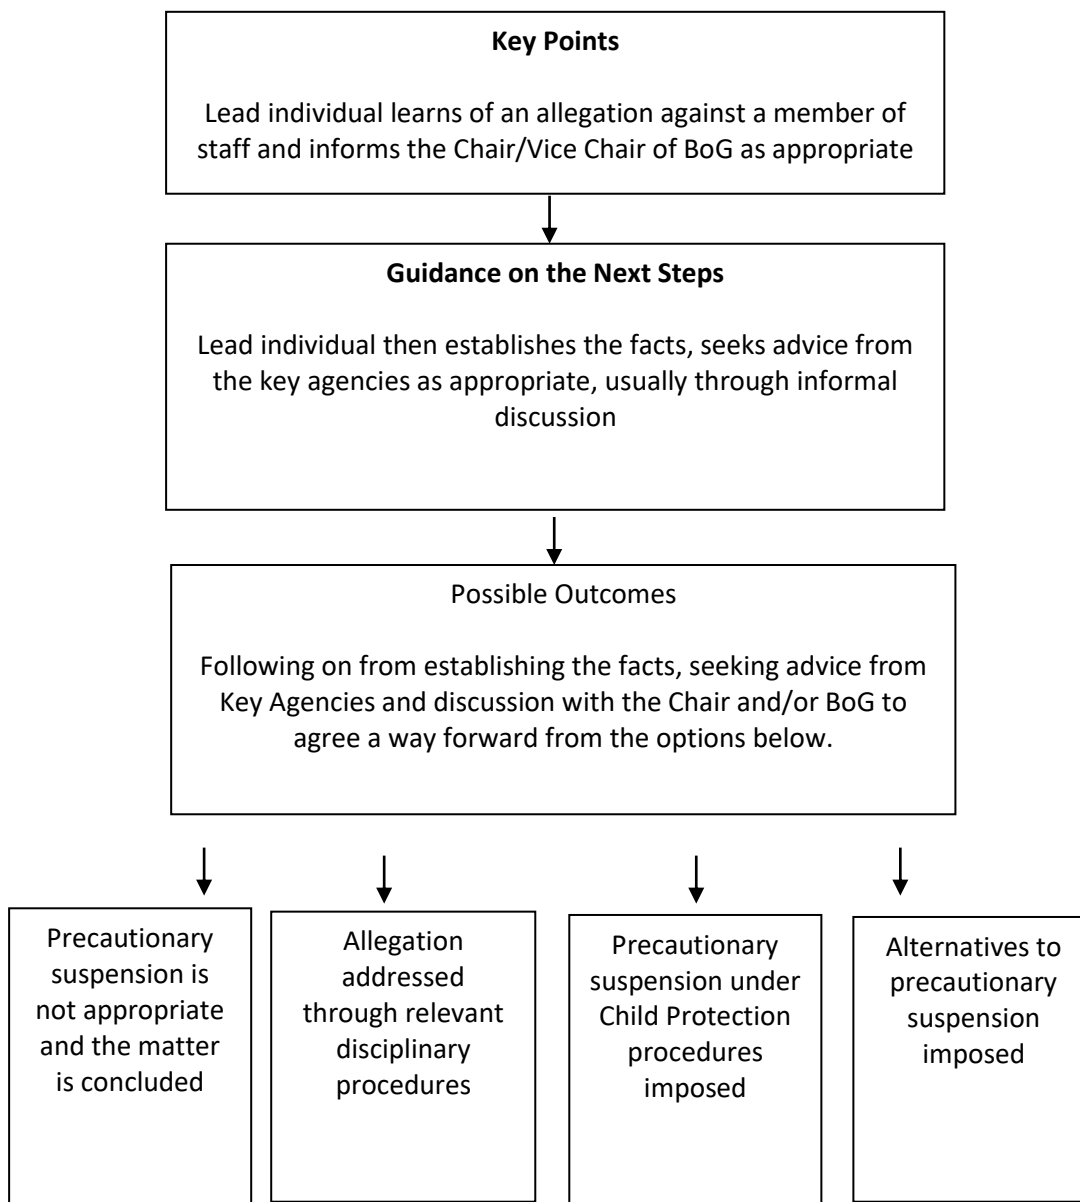 Key Points
Lead individual learns of an allegation against a member of
staff and informs the Chair/Vice Chair of BoG as appropriate
Guidance on the Next Steps
Lead individual then establishes the facts, seeks advice from
the key agencies as appropriate, usually through informal
discussion
Possible Outcomes
Following on from establishing the facts, seeking advice from
Key Agencies and discussion with the Chair and/or BoG to
agree a way forward from the options below.
Precautionary
suspension is
not appropriate
and the matter
is concluded
Allegation
addressed
through relevant
disciplinary
procedures
Precautionary
suspension under
Child Protection
procedures
imposed
Alternatives to
precautionary
suspension
imposed